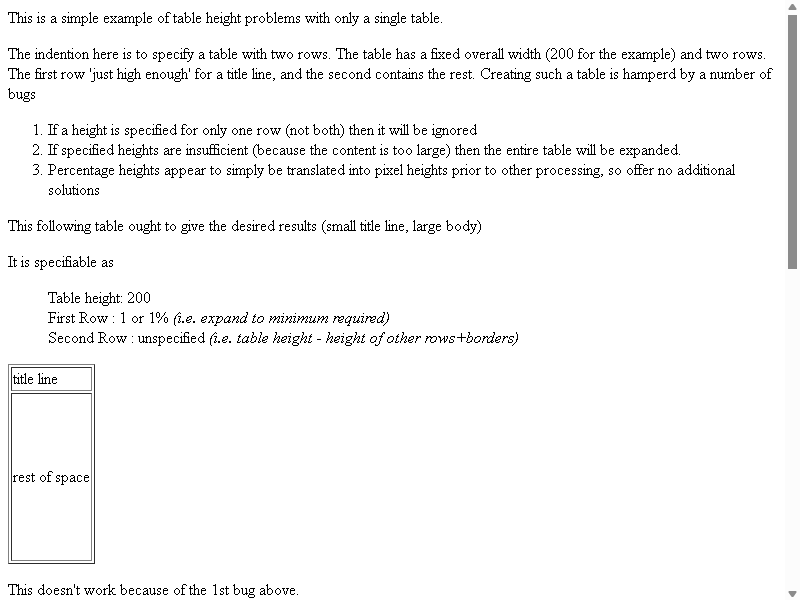 This is a simple example of table height problems with only a single table.
The indention here is to specify a table with two rows. The table has a fixed overall width (200 for the example) and two rows.
The first row 'just high enough' for a title line, and the second contains the rest. Creating such a table is hamperd by a number of
bugs
1. If a height is specified for only one row (not both) then it will be ignored
2. If specified heights are insufficient (because the content is too large) then the entire table will be expanded.
3. Percentage heights appear to simply be translated into pixel heights prior to other processing, so offer no additional
solutions
This following table ought to give the desired results (small title line, large body)
It is specifiable as
Table height: 200
First Row : 1 or 1% (i.e. expand to minimum required)
Second Row : unspecified (i.e. table height - height of other rows+borders)
title line
rest of space
This doesn't work because of the 1st bug above.